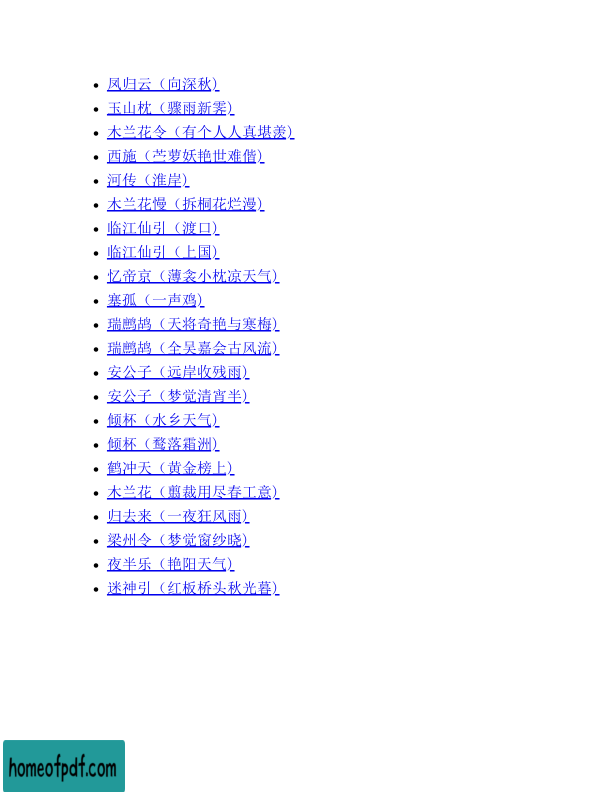 凤归云（向深秋）
玉山枕（骤雨新霁）
木兰花令（有个人人真堪羡）
西施（苎萝妖艳世难偕）
河传（淮岸）
木兰花慢（拆桐花烂漫）
临江仙引（渡口）
临江仙引（上国）
忆帝京（薄衾小枕凉天气）
塞孤（一声鸡）
瑞鹧鸪（天将奇艳与寒梅）
瑞鹧鸪（全吴嘉会古风流）
安公子（远岸收残雨）
安公子（梦觉清宵半）
倾杯（水乡天气）
倾杯（鹜落霜洲）
鹤冲天（黄金榜上）
木兰花（翦裁用尽春工意）
归去来（一夜狂风雨）
梁州令（梦觉窗纱晓）
夜半乐（艳阳天气）
迷神引（红板桥头秋光暮）
homeofpdf.com